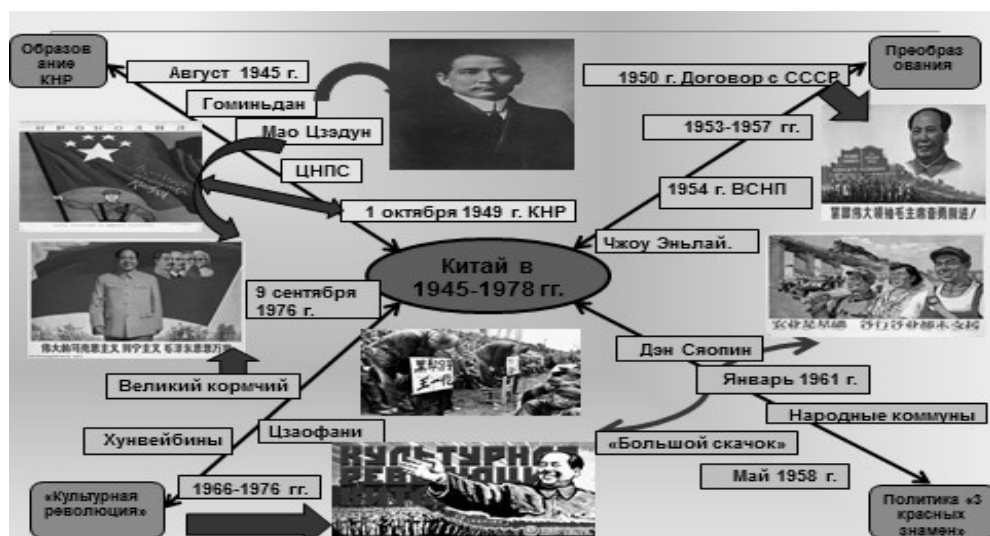 Образов
ание
КНР
Август 1945 г.
Гоминьдан
Мао Цзэдун
ЦНПС
1 октября 1949 г. КНР
КРОКОДИЛ
1950 г. Договор с СССР
Преобраз
ования
1953-1957 гг.
1954 г. ВСНП
Чжоу Эньлай.
Китай в
1945-1978 гг.
9 сентября
1976 г.
Великий кормчий
Хунвейбины
Цзаофани
1966-1976 гг.
«Культурная
революция»
КУЛЬТУРНАЯ
Дэн Сяопин
Январь 1961 г.
Народные коммуны
«Большой скачок»
Май 1958 г.
Политика «3
красных
знамен»